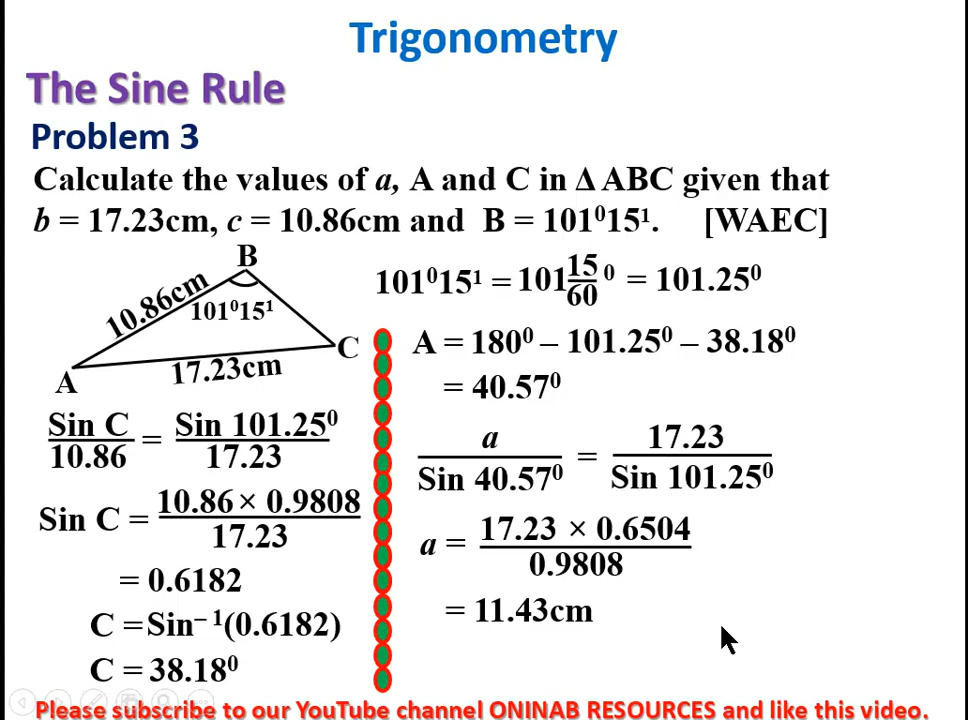 Trigonometry
The Sine Rule
Problem 3
Calculate the values of a, A and C in Δ ABC given that
b = 17.23cm, c = 10.86cm and B = 101⁰15¹. [WAEC]
B
10.86cm
101⁰15¹
C
17.23cm
A
Sin C / 10.86 = Sin 101.25⁰ / 17.23
Sin C = 10.86 × 0.9808 / 17.23
= 0.6182
C = Sin⁻¹(0.6182)
C = 38.18⁰
101⁰15¹ = 101 15/60 ⁰ = 101.25⁰
A = 180⁰ – 101.25⁰ – 38.18⁰
= 40.57⁰
a / Sin 40.57⁰ = 17.23 / Sin 101.25⁰
a = 17.23 × 0.6504 / 0.9808
= 11.43cm
Please subscribe to our YouTube channel ONINAB RESOURCES and like this video.